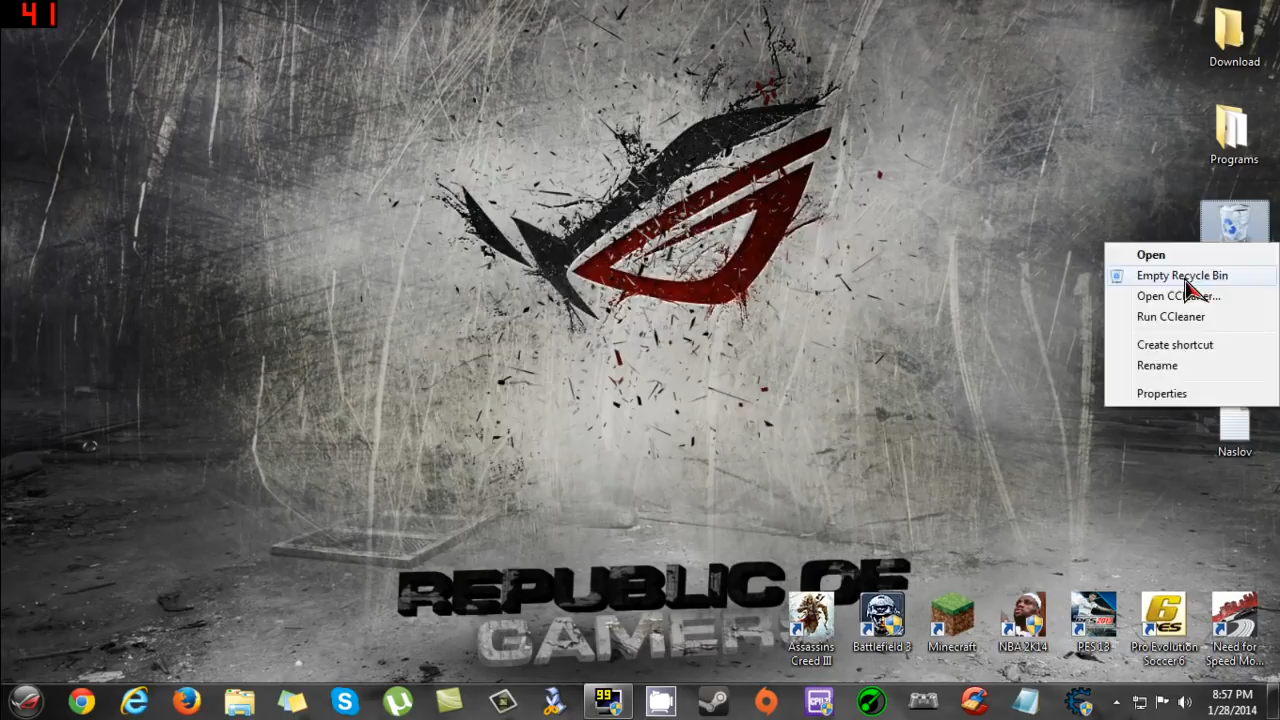 41
Download
Programs
Open
Empty Recycle Bin
Run CCleaner
Create shortcut
Rename
Properties
Naslov
REPUBLIC OF
GAMERS
Assassins
Creed III
Battlefield 3
Minecraft
NBA 2K14
PES 13
Pro Evolution
Soccer 6
Need for
Speed Mo...
99
8:57 PM
1/28/2014